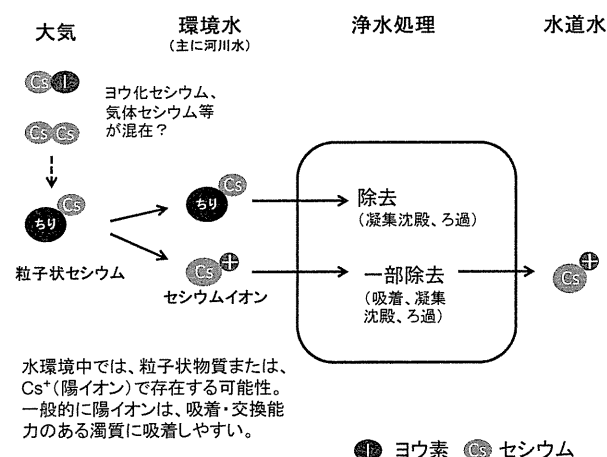 大気
環境水
(主に河川水)
浄水処理
水道水
Cs I
ヨウ化セシウム、
気体セシウム等
が混在？
Cs Cs
Cs
ちり
粒子状セシウム
Cs
ちり
Cs +
セシウムイオン
除去
(凝集沈殿、ろ過)
一部除去
(吸着、凝集
沈殿、ろ過)
Cs +
水環境中では、粒子状物質または、
Cs⁺(陽イオン)で存在する可能性。
一般的に陽イオンは、吸着・交換能
力のある濁質に吸着しやすい。
I ヨウ素 Cs セシウム